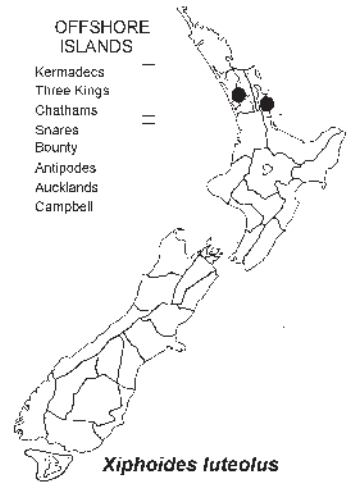 OFFSHORE
ISLANDS
Kermadecs
Three Kings
Chathams
Snares
Bounty
Antipodes
Aucklands
Campbell
Xiphoides luteolus